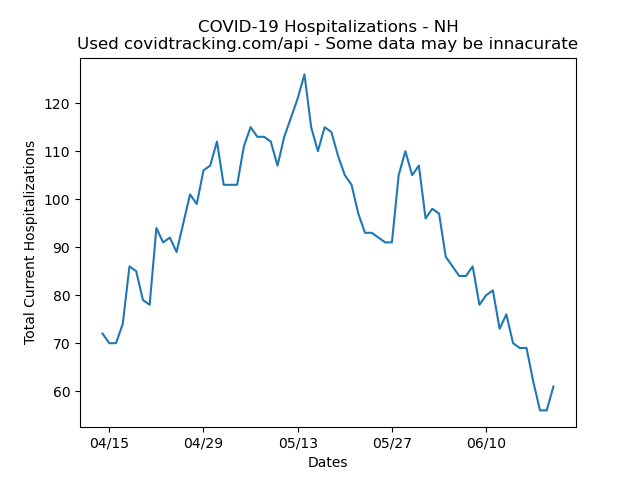 COVID-19 Hospitalizations - NH
Used covidtracking.com/api - Some data may be innacurate
120
110
100
90
80
70
60
Total Current Hospitalizations
04/15 04/29 05/13 05/27 06/10
Dates